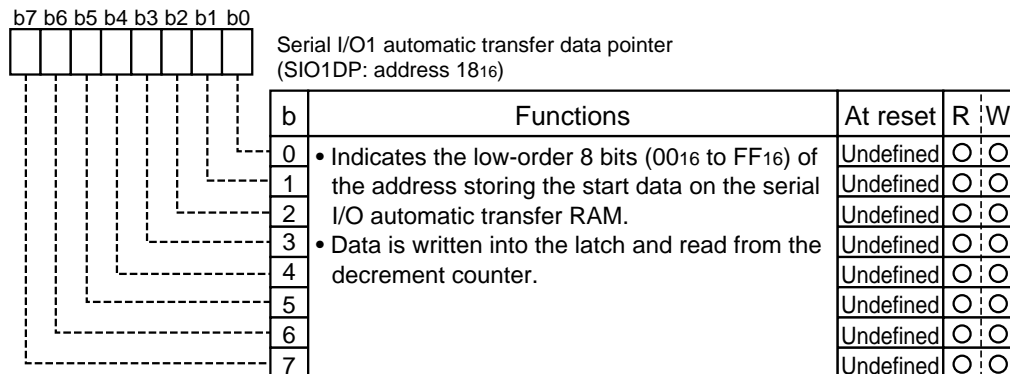 b7 b6 b5 b4 b3 b2 b1 b0
Serial I/O1 automatic transfer data pointer
(SIO1DP: address 1816)
b Functions At reset R W
0 • Indicates the low-order 8 bits (0016 to FF16) of Undefined O O
1 the address storing the start data on the serial Undefined O O
2 I/O automatic transfer RAM. Undefined O O
3 • Data is written into the latch and read from the Undefined O O
4 decrement counter. Undefined O O
5 Undefined O O
6 Undefined O O
7 Undefined O O